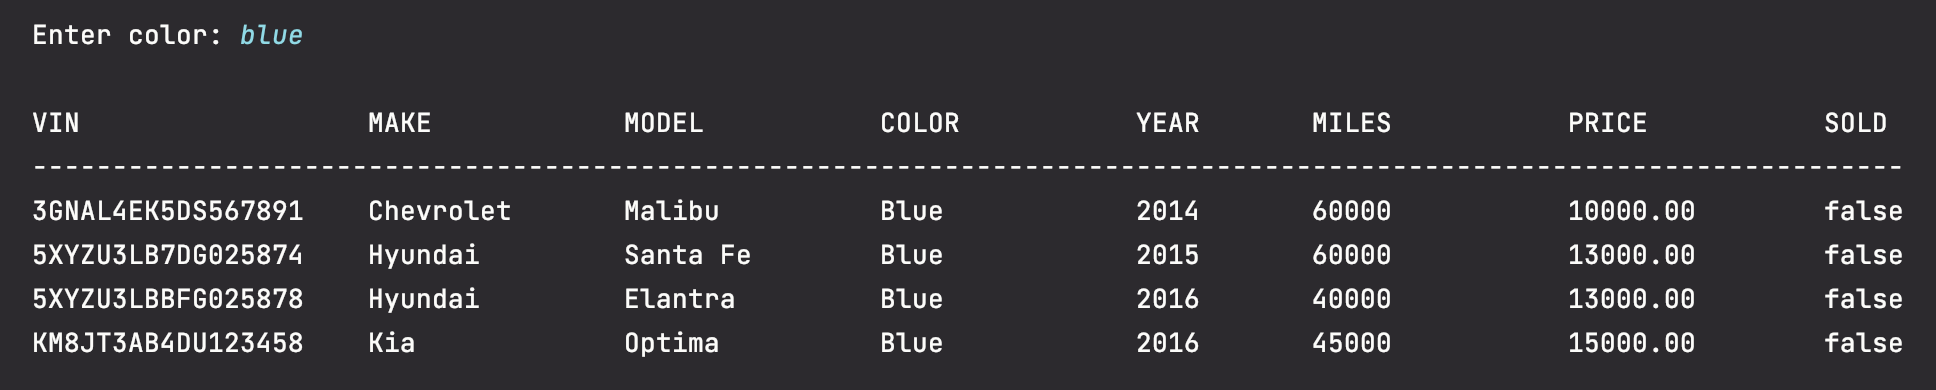 Enter color: blue
VIN MAKE MODEL COLOR YEAR MILES PRICE SOLD
---------------------------------------------------------------------------------------------------------------------
3GNAL4EK5DS567891 Chevrolet Malibu Blue 2014 60000 10000.00 false
5XYZU3LB7DG025874 Hyundai Santa Fe Blue 2015 60000 13000.00 false
5XYZU3LBBFG025878 Hyundai Elantra Blue 2016 40000 13000.00 false
KM8JT3AB4DU123458 Kia Optima Blue 2016 45000 15000.00 false